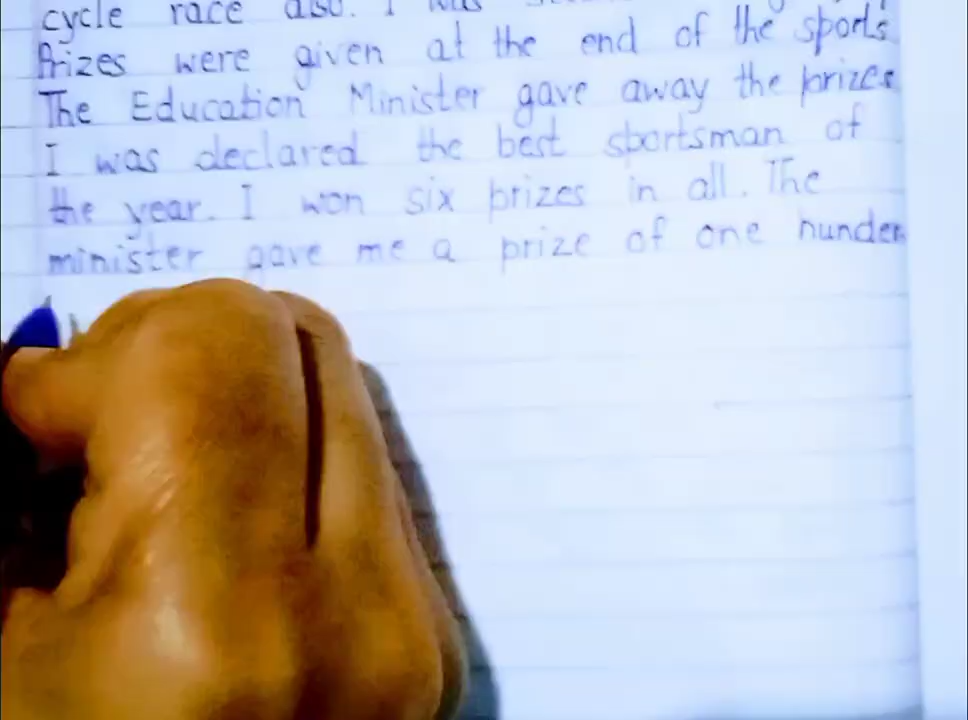 cycle race also. I was
Prizes were given at the end of the sports.
The Education Minister gave away the prizes
I was declared the best sportsman of
the year. I won six prizes in all. The
minister gave me a prize of one hunder